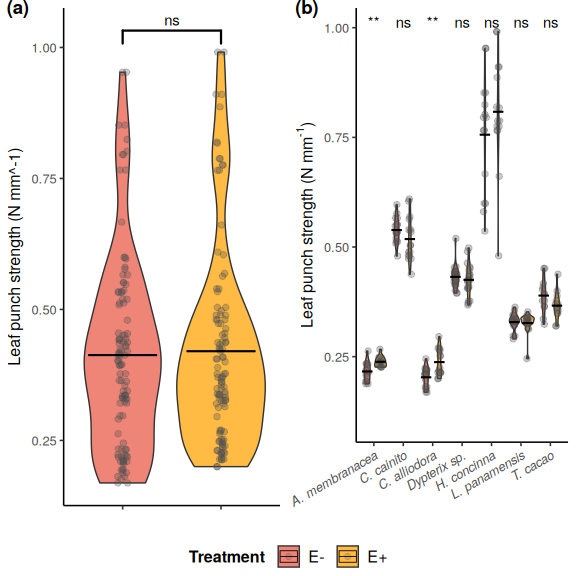 (a)
Leaf punch strength (N mm^-1)
1.00
0.75
0.50
0.25
ns
(b)
Leaf punch strength (N mm⁻¹)
1.00
0.75
0.50
0.25
** ns ** ns ns ns ns
A. membranacea
C. cainito
C. alliodora
Dypterix sp.
H. concinna
L. panamensis
T. cacao
Treatment E- E+